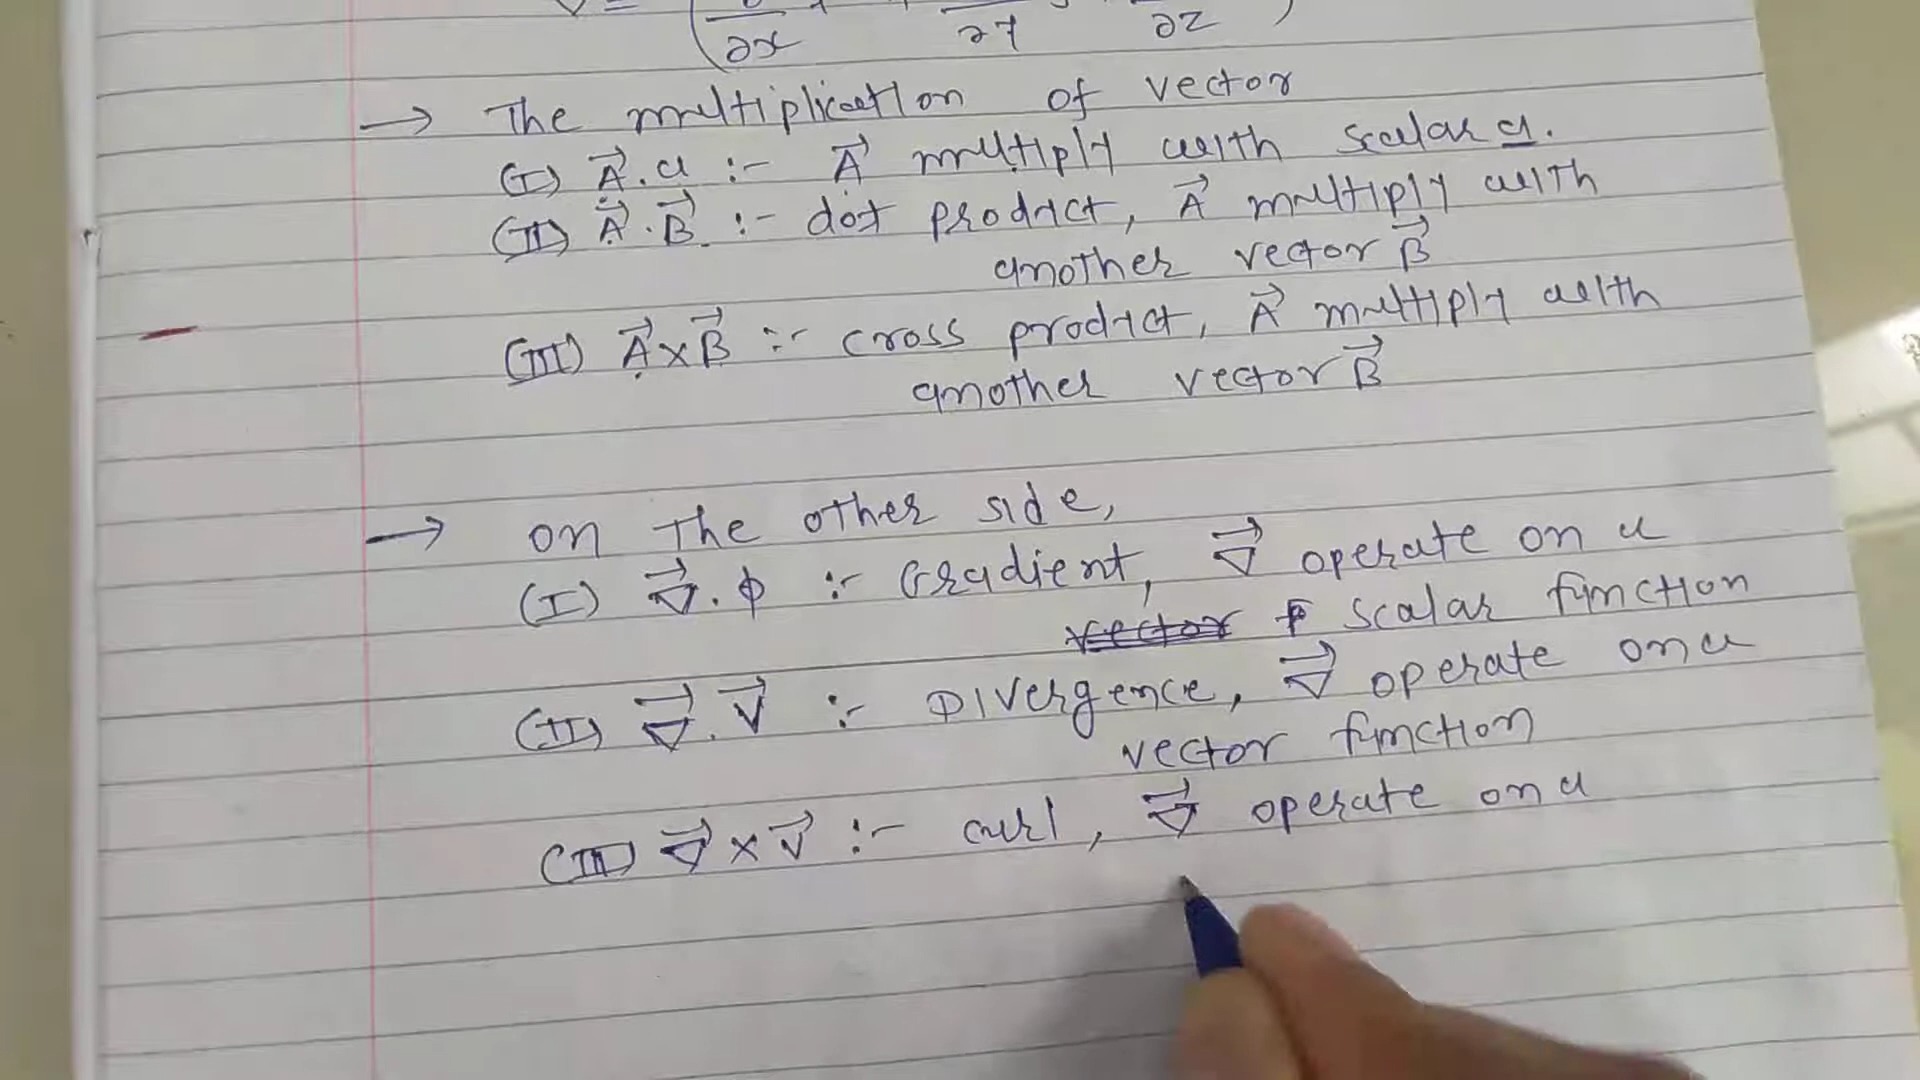 ∂x ∂y ∂z )
→ The multiplication of vector
(I) A⃗.a :- A⃗ multiply with scalar a.
(II) A⃗.B⃗ :- dot product, A⃗ multiply with
another vector B⃗
(III) A⃗×B⃗ :- cross product, A⃗ multiply with
another vector B⃗
→ on The other side,
(I) ∇⃗.ϕ :- Gradient, ∇⃗ operate on a
vector F scalar function
(II) ∇⃗.V⃗ :- Divergence, ∇⃗ operate on a
vector function
(III) ∇⃗×V⃗ :- curl, ∇⃗ operate on a